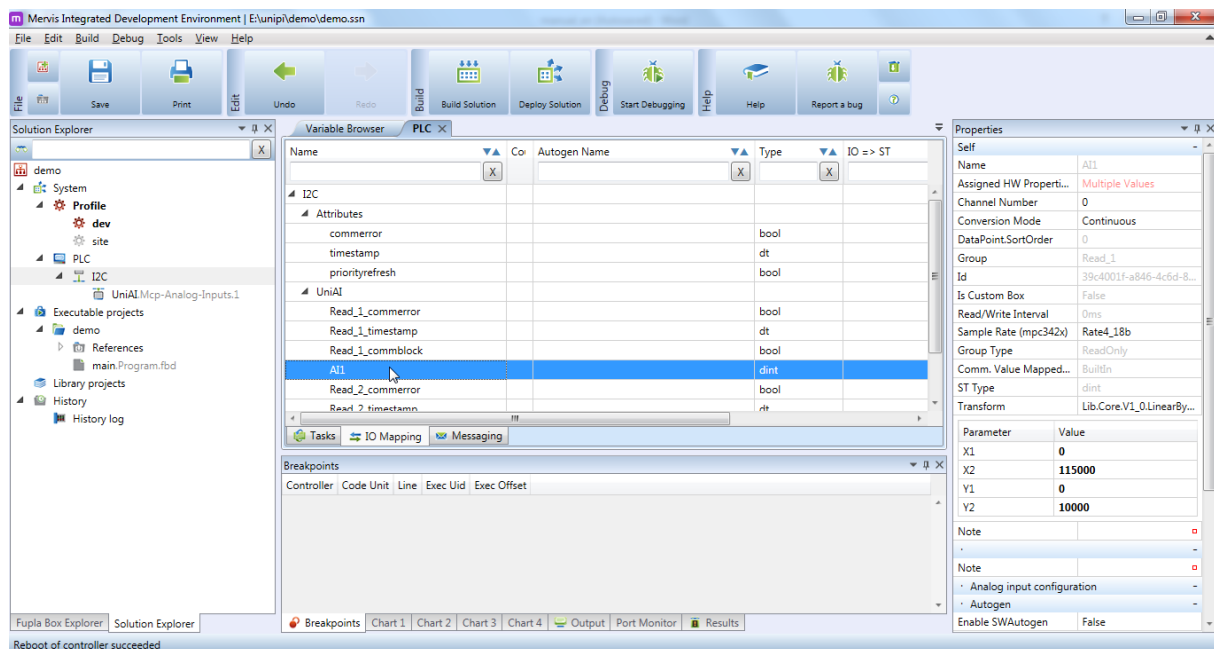 Mervis Integrated Development Environment | E:\unipi\demo\demo.ssn
File Edit Build Debug Tools View Help
File
Save
Print
Edit
Undo
Redo
Build
Build Solution
Deploy Solution
Debug
Start Debugging
Help
Help
Report a bug
Solution Explorer
X
demo
System
Profile
dev
site
PLC
I2C
UniAI.Mcp-Analog-Inputs.1
Executable projects
demo
References
main.Program.fbd
Library projects
History
History log
Fupla Box Explorer Solution Explorer
Variable Browser PLC
Name Co Autogen Name Type IO => ST
X X X
I2C
Attributes
commerror bool
timestamp dt
priorityrefresh bool
UniAI
Read_1_commerror bool
Read_1_timestamp dt
Read_1_commblock bool
AI1 dint
Read_2_commerror bool
Read_2_timestamp dt
Tasks IO Mapping Messaging
Breakpoints
Controller Code Unit Line Exec Uid Exec Offset
Breakpoints Chart 1 Chart 2 Chart 3 Chart 4 Output Port Monitor Results
Properties
Self
Name AI1
Assigned HW Properti... Multiple Values
Channel Number 0
Conversion Mode Continuous
DataPoint.SortOrder 0
Group Read_1
Id 39c4001f-a846-4c6d-8...
Is Custom Box False
Read/Write Interval 0ms
Sample Rate (mpc342x) Rate4_18b
Group Type ReadOnly
Comm. Value Mapped... BuiltIn
ST Type dint
Transform Lib.Core.V1_0.LinearBy...
Parameter Value
X1 0
X2 115000
Y1 0
Y2 10000
Note
Note
Analog input configuration
Autogen
Enable SWAutogen False
Reboot of controller succeeded